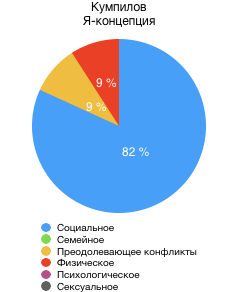 Кумпилов
Я-концепция
9 %
9 %
82 %
Социальное
Семейное
Преодолевающее конфликты
Физическое
Психологическое
Сексуальное